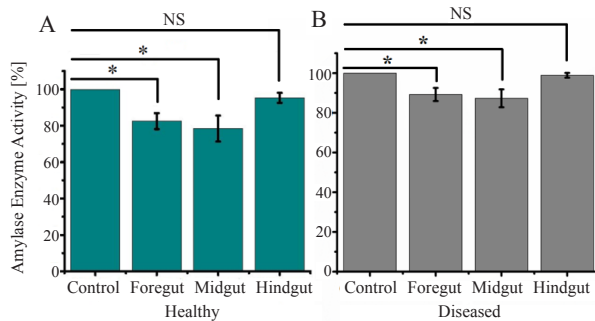 A
NS
*
*
Amylase Enzyme Activity [%]
100
80
60
40
20
0
Control Foregut Midgut Hindgut
Healthy
B
NS
*
*
100
80
60
40
20
0
Control Foregut Midgut Hindgut
Diseased